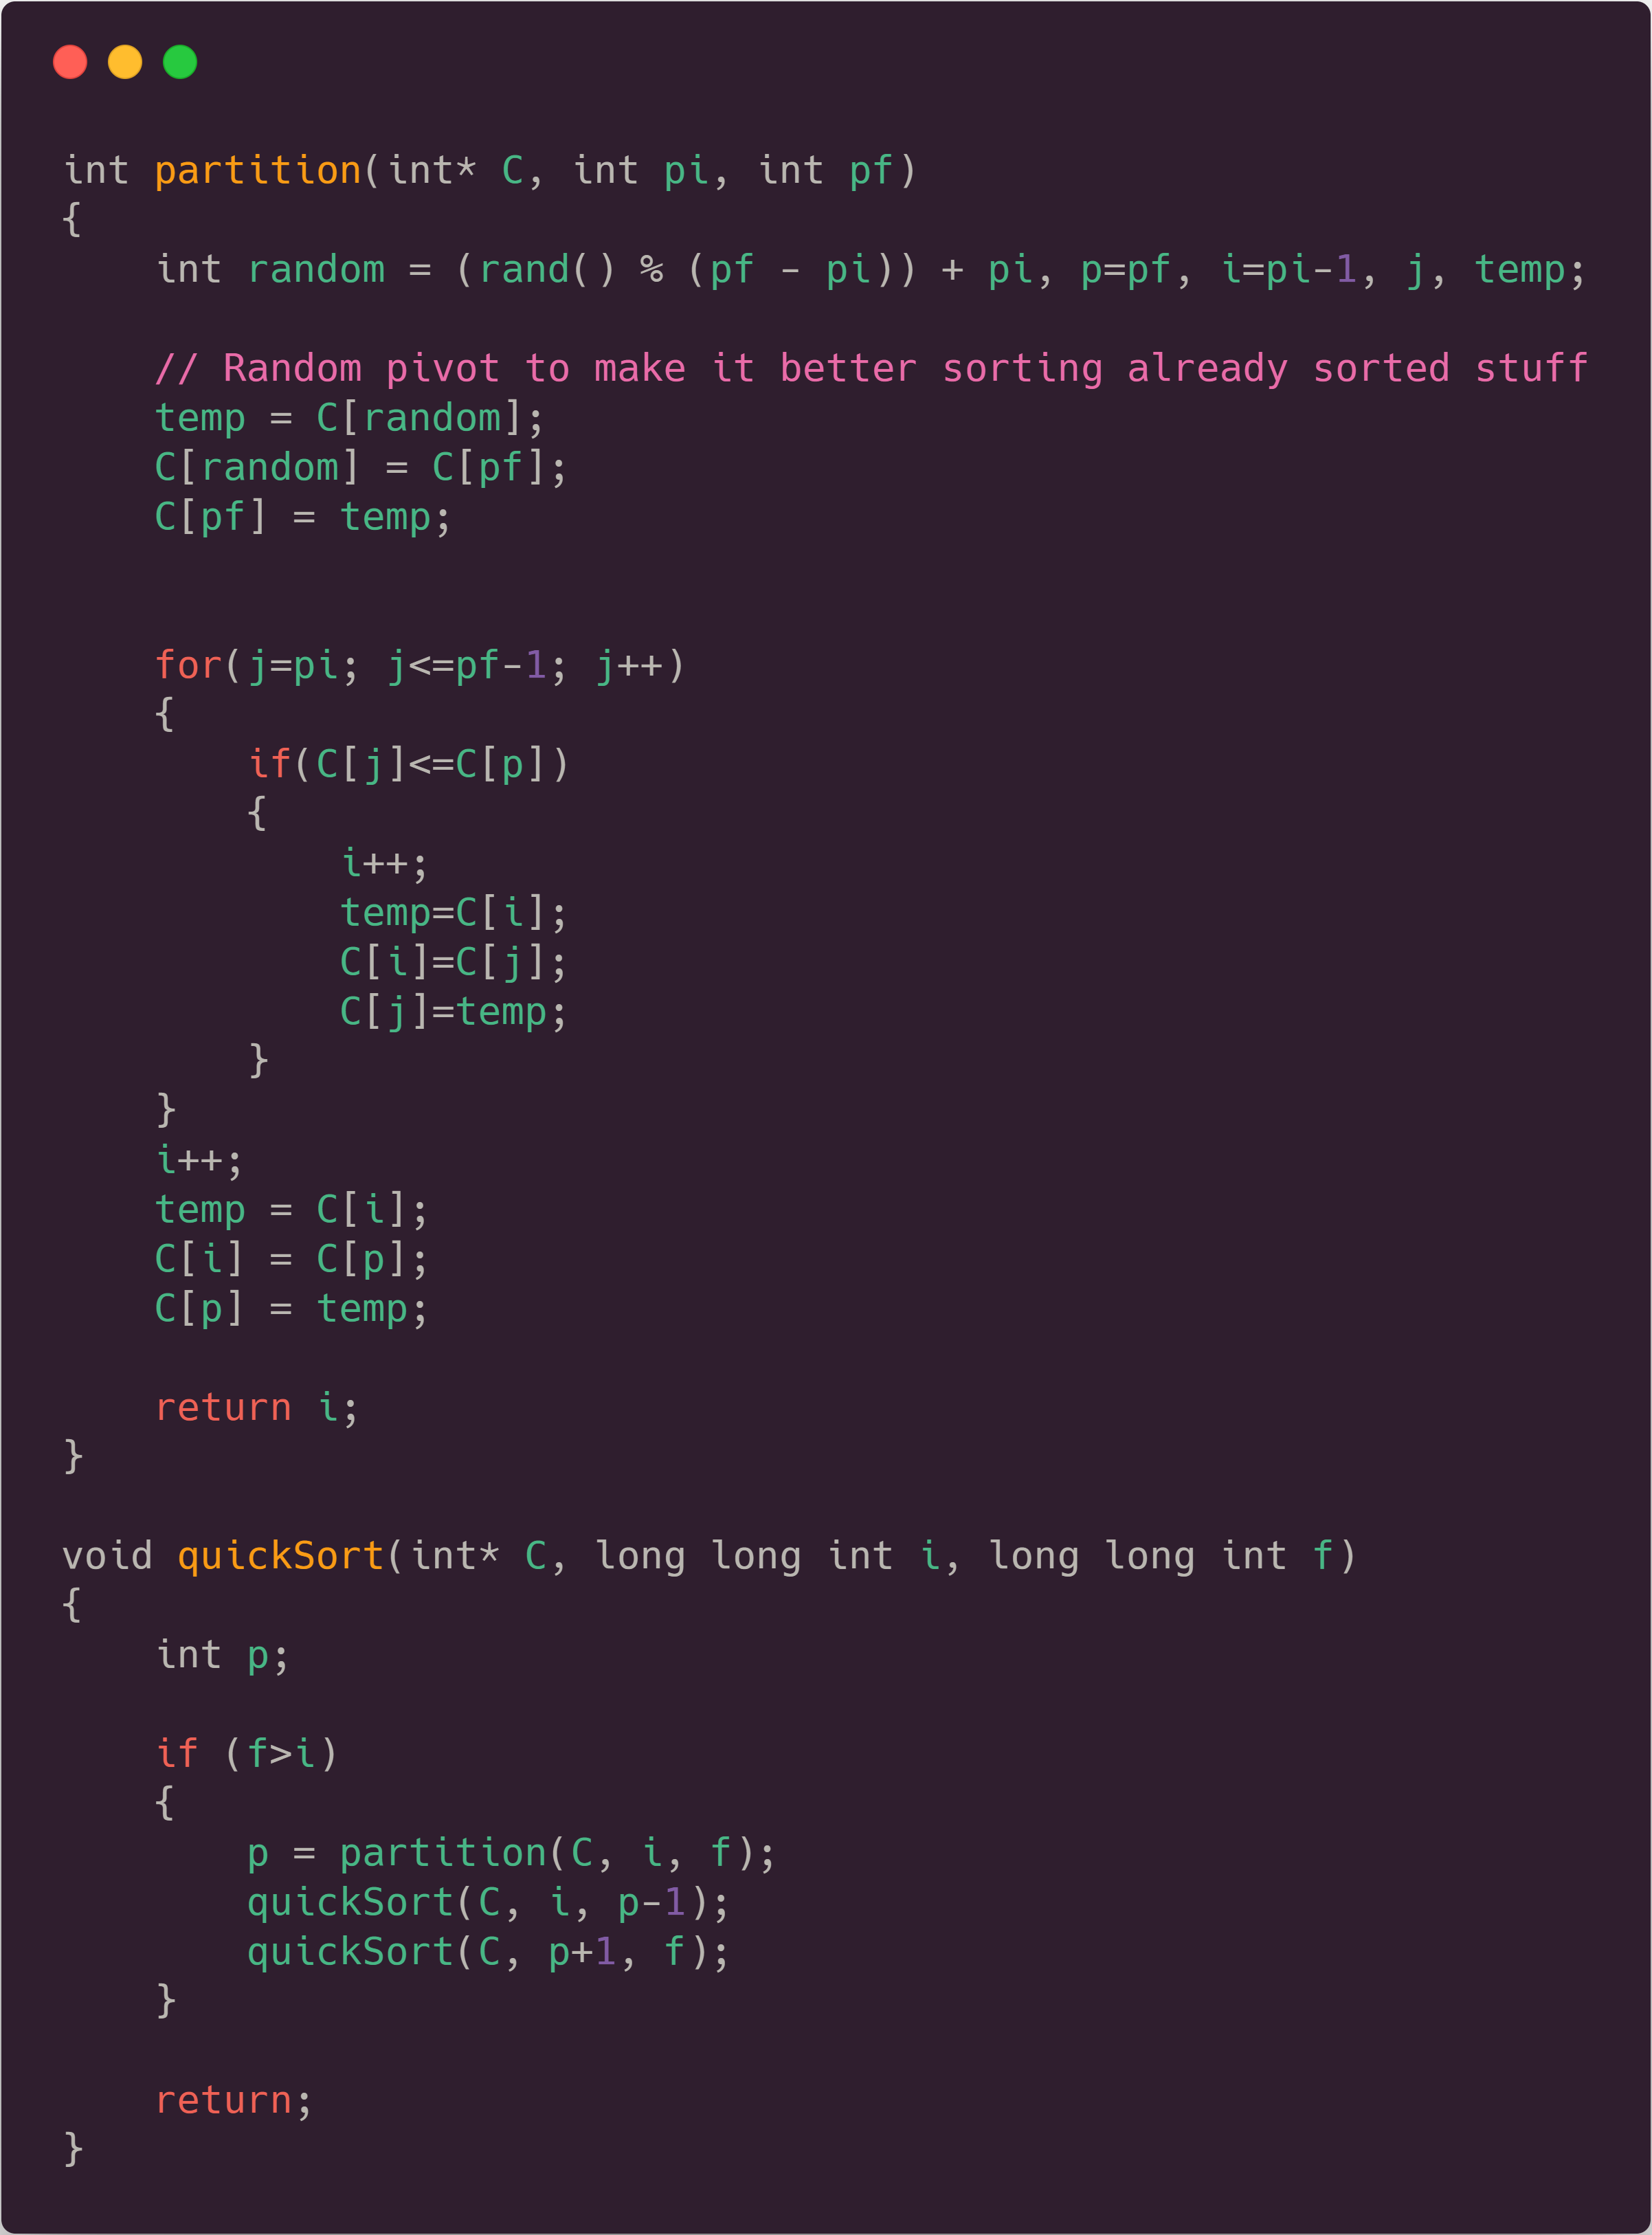 int partition(int* C, int pi, int pf)
{
    int random = (rand() % (pf - pi)) + pi, p=pf, i=pi-1, j, temp;
    // Random pivot to make it better sorting already sorted stuff
    temp = C[random];
    C[random] = C[pf];
    C[pf] = temp;
    for(j=pi; j<=pf-1; j++)
    {
        if(C[j]<=C[p])
        {
            i++;
            temp=C[i];
            C[i]=C[j];
            C[j]=temp;
        }
    }
    i++;
    temp = C[i];
    C[i] = C[p];
    C[p] = temp;
    return i;
}
void quickSort(int* C, long long int i, long long int f)
{
    int p;
    if (f>i)
    {
        p = partition(C, i, f);
        quickSort(C, i, p-1);
        quickSort(C, p+1, f);
    }
    return;
}